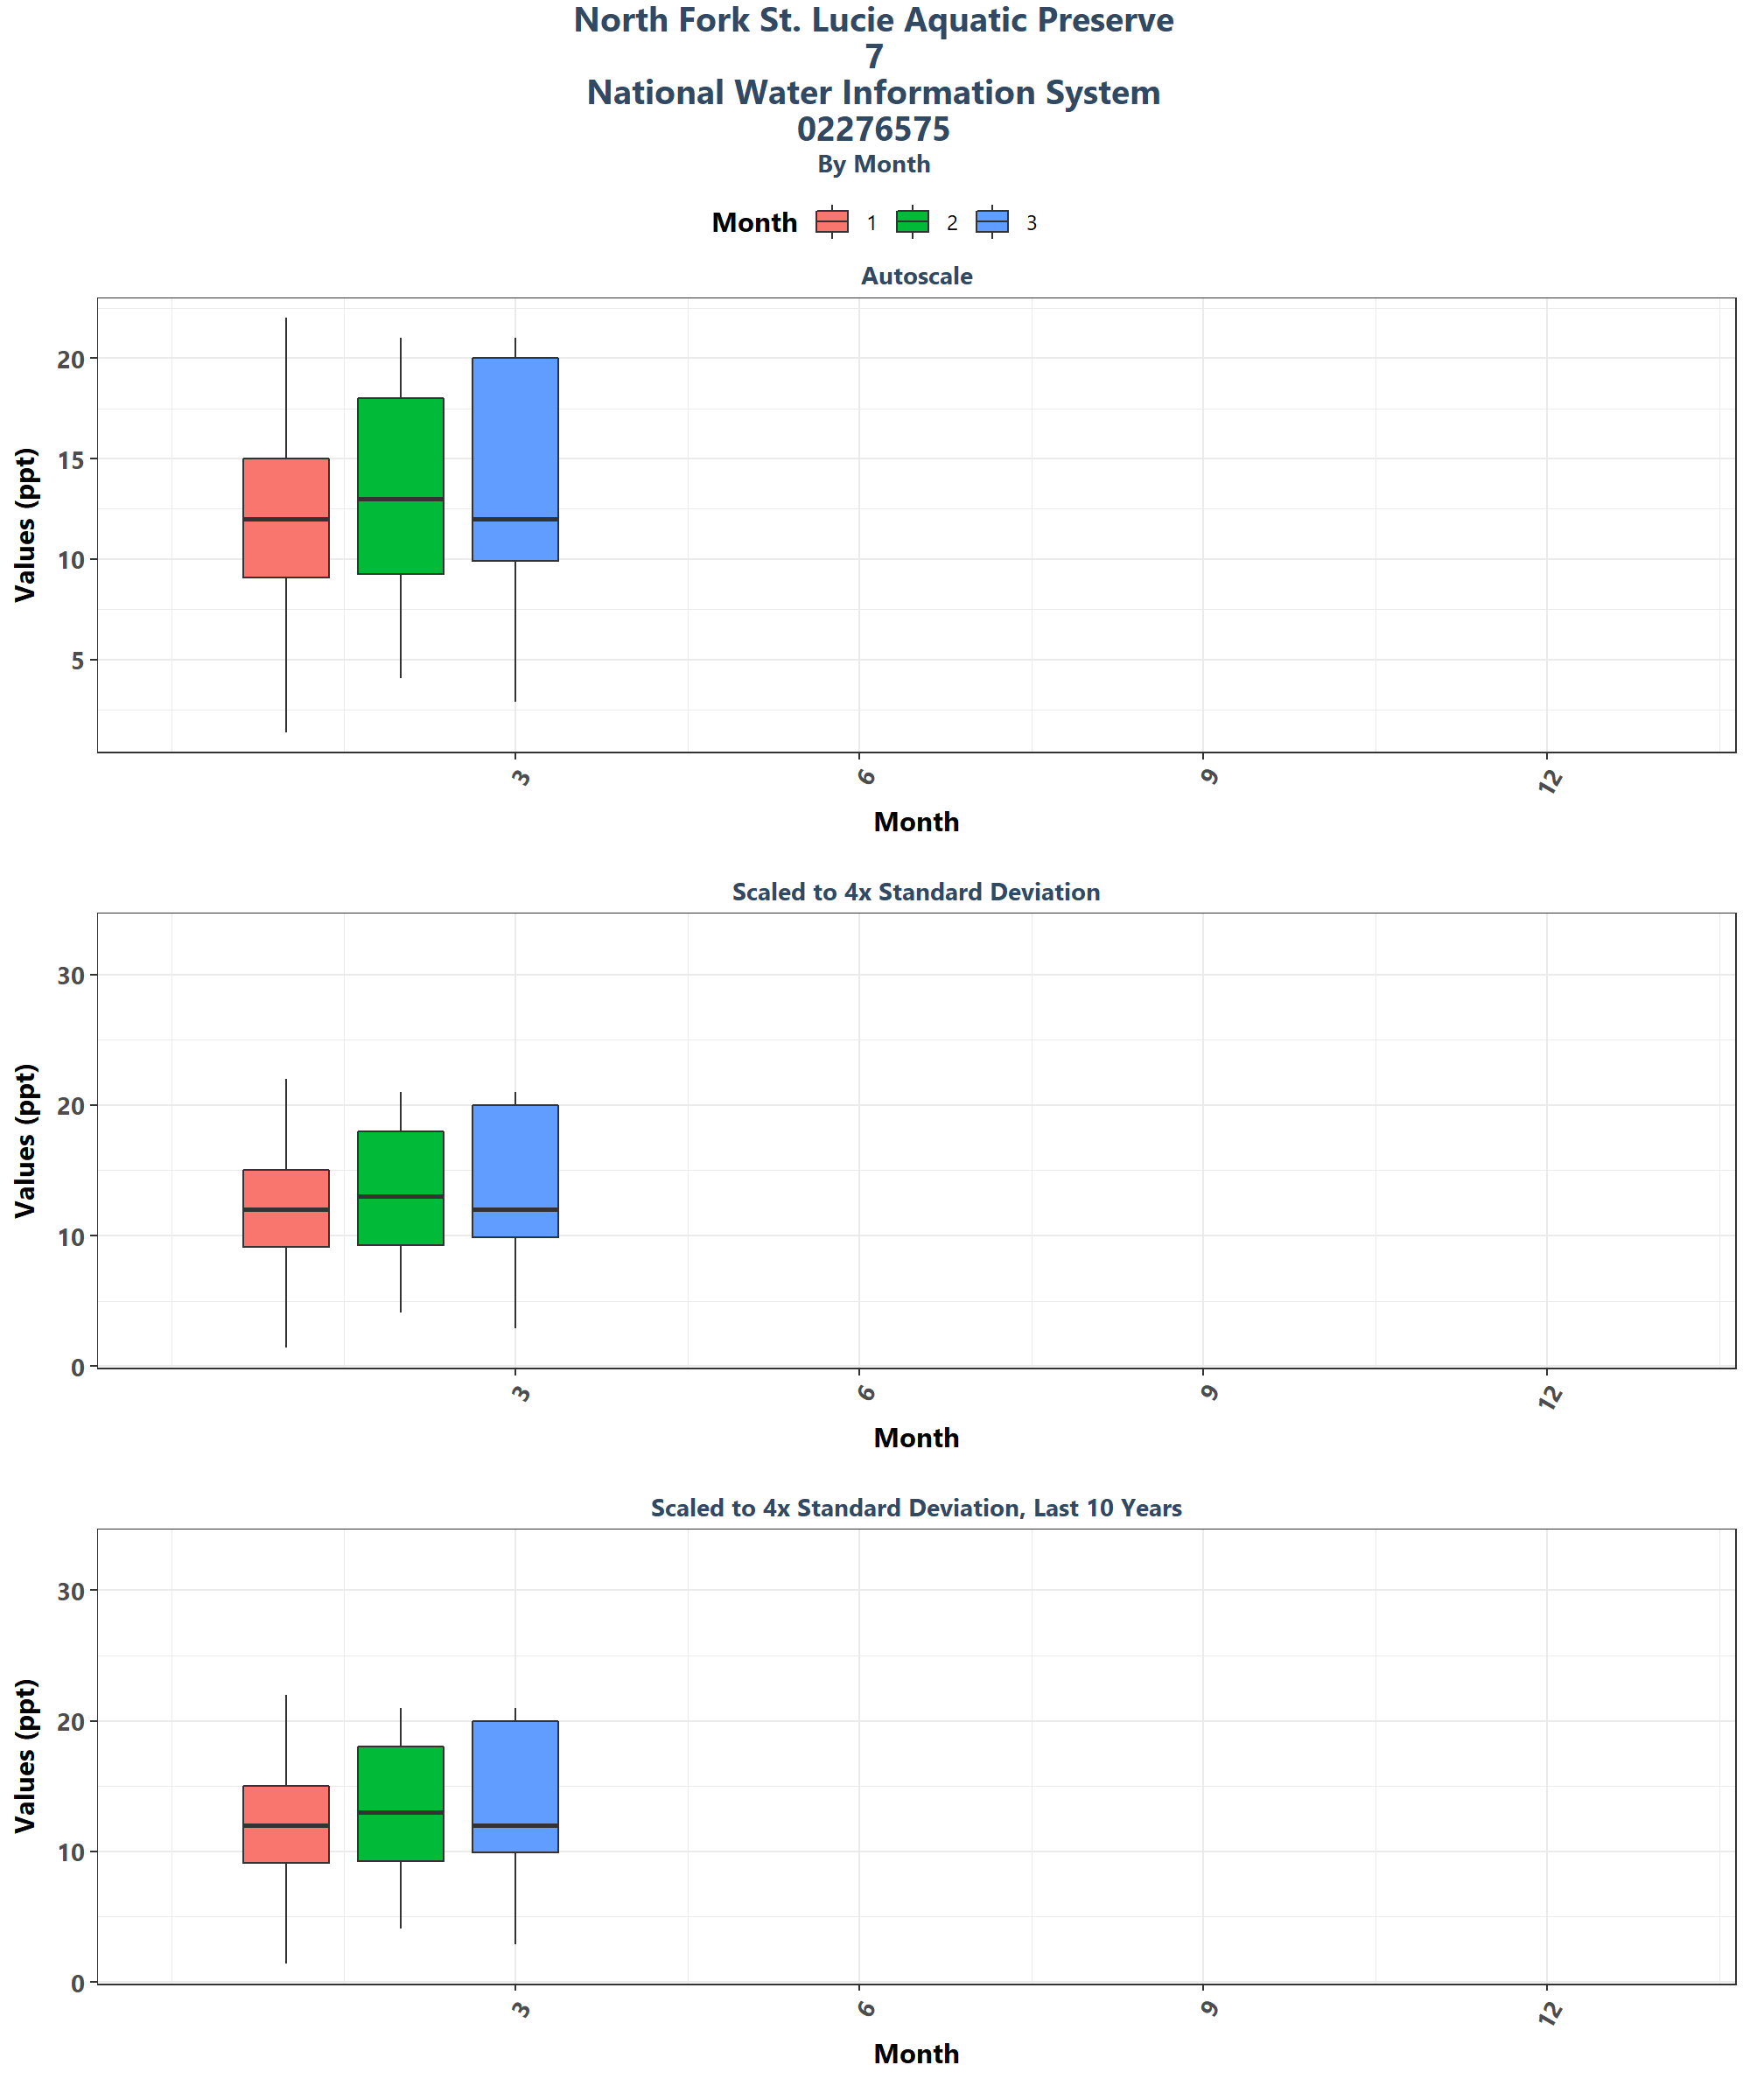 North Fork St. Lucie Aquatic Preserve
7
National Water Information System
02276575
By Month
Month 1 2 3
Autoscale
Values (ppt)
20
15
10
5
3 6 9 12
Month
Scaled to 4x Standard Deviation
Values (ppt)
30
20
10
0
3 6 9 12
Month
Scaled to 4x Standard Deviation, Last 10 Years
Values (ppt)
30
20
10
0
3 6 9 12
Month